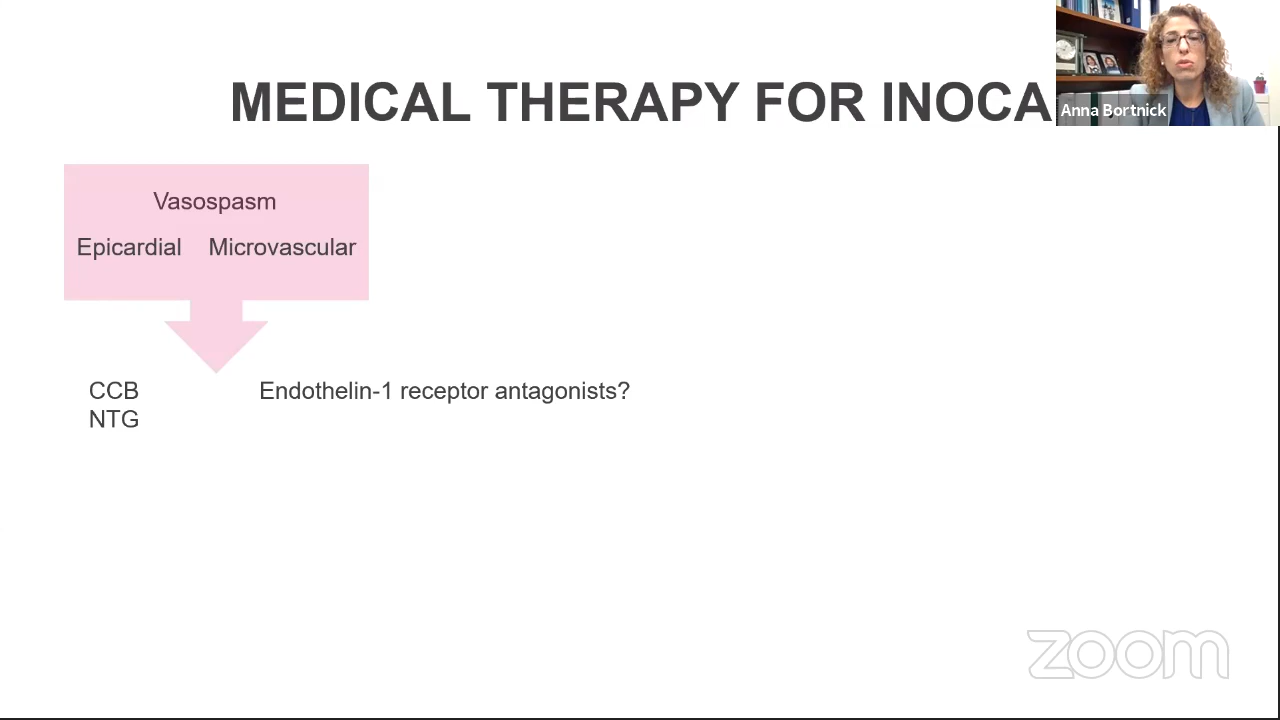 MEDICAL THERAPY FOR INOCA
Anna Bortnick
Vasospasm
Epicardial Microvascular
CCB Endothelin-1 receptor antagonists?
NTG
zoom